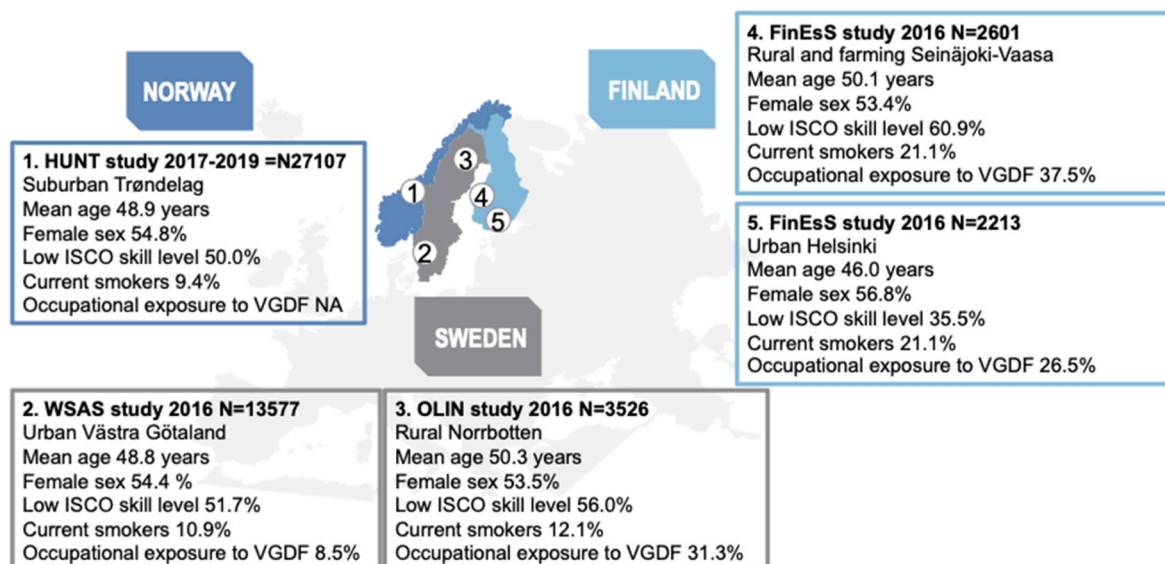 NORWAY
1. HUNT study 2017-2019 =N27107
Suburban Trøndelag
Mean age 48.9 years
Female sex 54.8%
Low ISCO skill level 50.0%
Current smokers 9.4%
Occupational exposure to VGDF NA
FINLAND
4. FinEsS study 2016 N=2601
Rural and farming Seinäjoki-Vaasa
Mean age 50.1 years
Female sex 53.4%
Low ISCO skill level 60.9%
Current smokers 21.1%
Occupational exposure to VGDF 37.5%
5. FinEsS study 2016 N=2213
Urban Helsinki
Mean age 46.0 years
Female sex 56.8%
Low ISCO skill level 35.5%
Current smokers 21.1%
Occupational exposure to VGDF 26.5%
1
2
3
4
5
SWEDEN
2. WSAS study 2016 N=13577
Urban Västra Götaland
Mean age 48.8 years
Female sex 54.4 %
Low ISCO skill level 51.7%
Current smokers 10.9%
Occupational exposure to VGDF 8.5%
3. OLIN study 2016 N=3526
Rural Norrbotten
Mean age 50.3 years
Female sex 53.5%
Low ISCO skill level 56.0%
Current smokers 12.1%
Occupational exposure to VGDF 31.3%